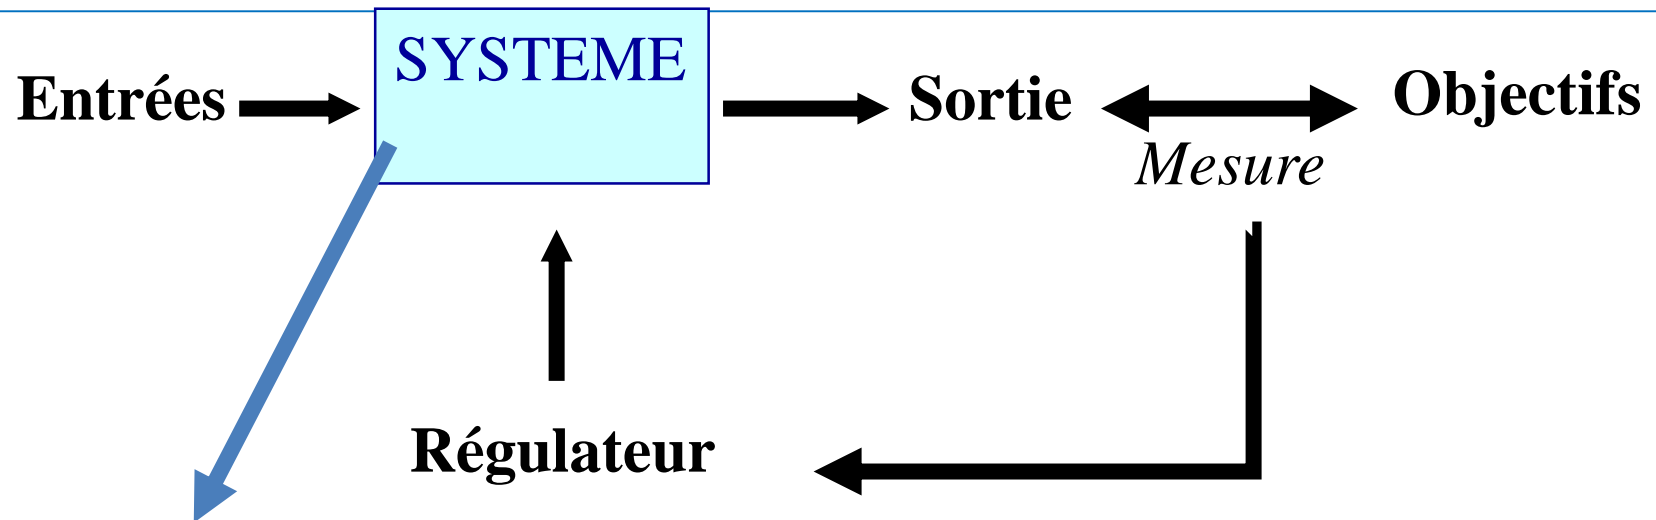 SYSTEME
Entrées
Sortie
Objectifs
Mesure
Régulateur